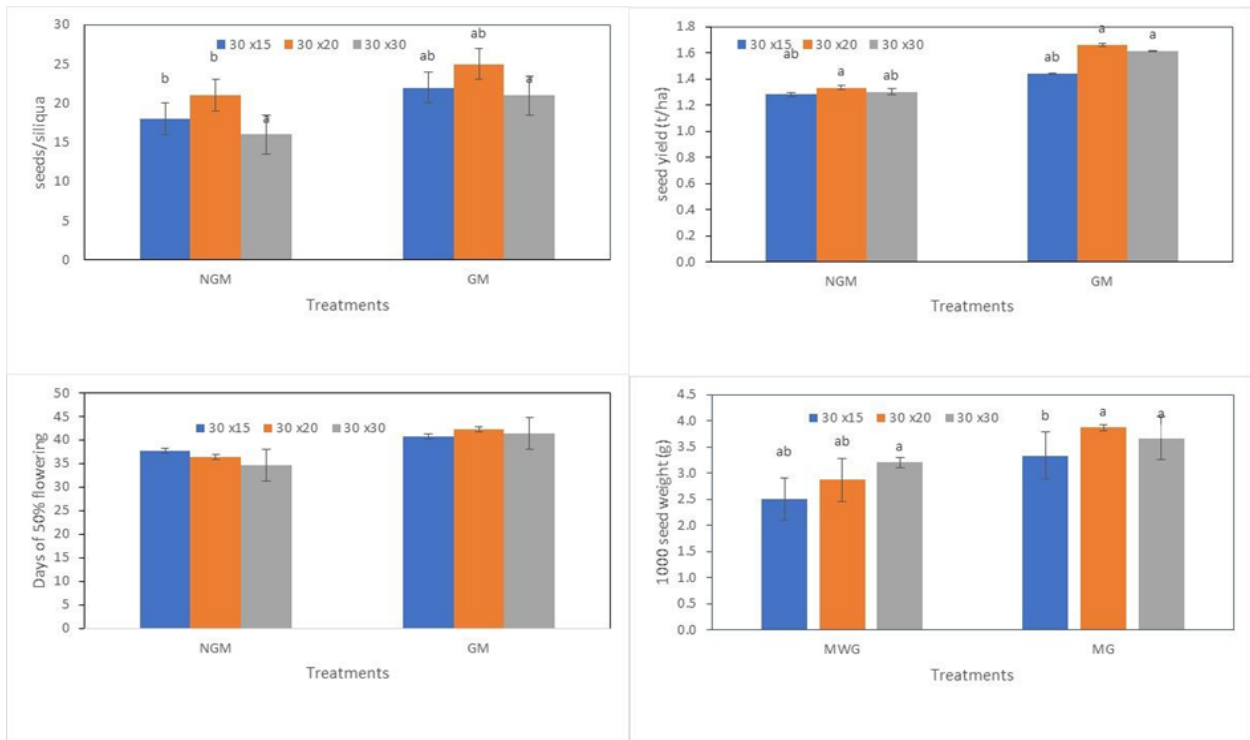 30
25
20
15
10
5
0
seeds/siliqua
30 x15 30 x20 30 x30
b b a ab ab a
NGM GM
Treatments
1.8
1.6
1.4
1.2
1.0
0.8
0.6
0.4
0.2
0.0
seed yield (t/ha)
30 x15 30 x20 30 x30
ab a ab ab a a
NGM GM
Treatments
50
45
40
35
30
25
20
15
10
5
0
Days of 50% flowering
30 x15 30 x20 30 x30
NGM GM
Treatments
4.5
4.0
3.5
3.0
2.5
2.0
1.5
1.0
0.5
0.0
1000 seed weight (g)
30 x15 30 x20 30 x30
ab ab a b a a
MWG MG
Treatments